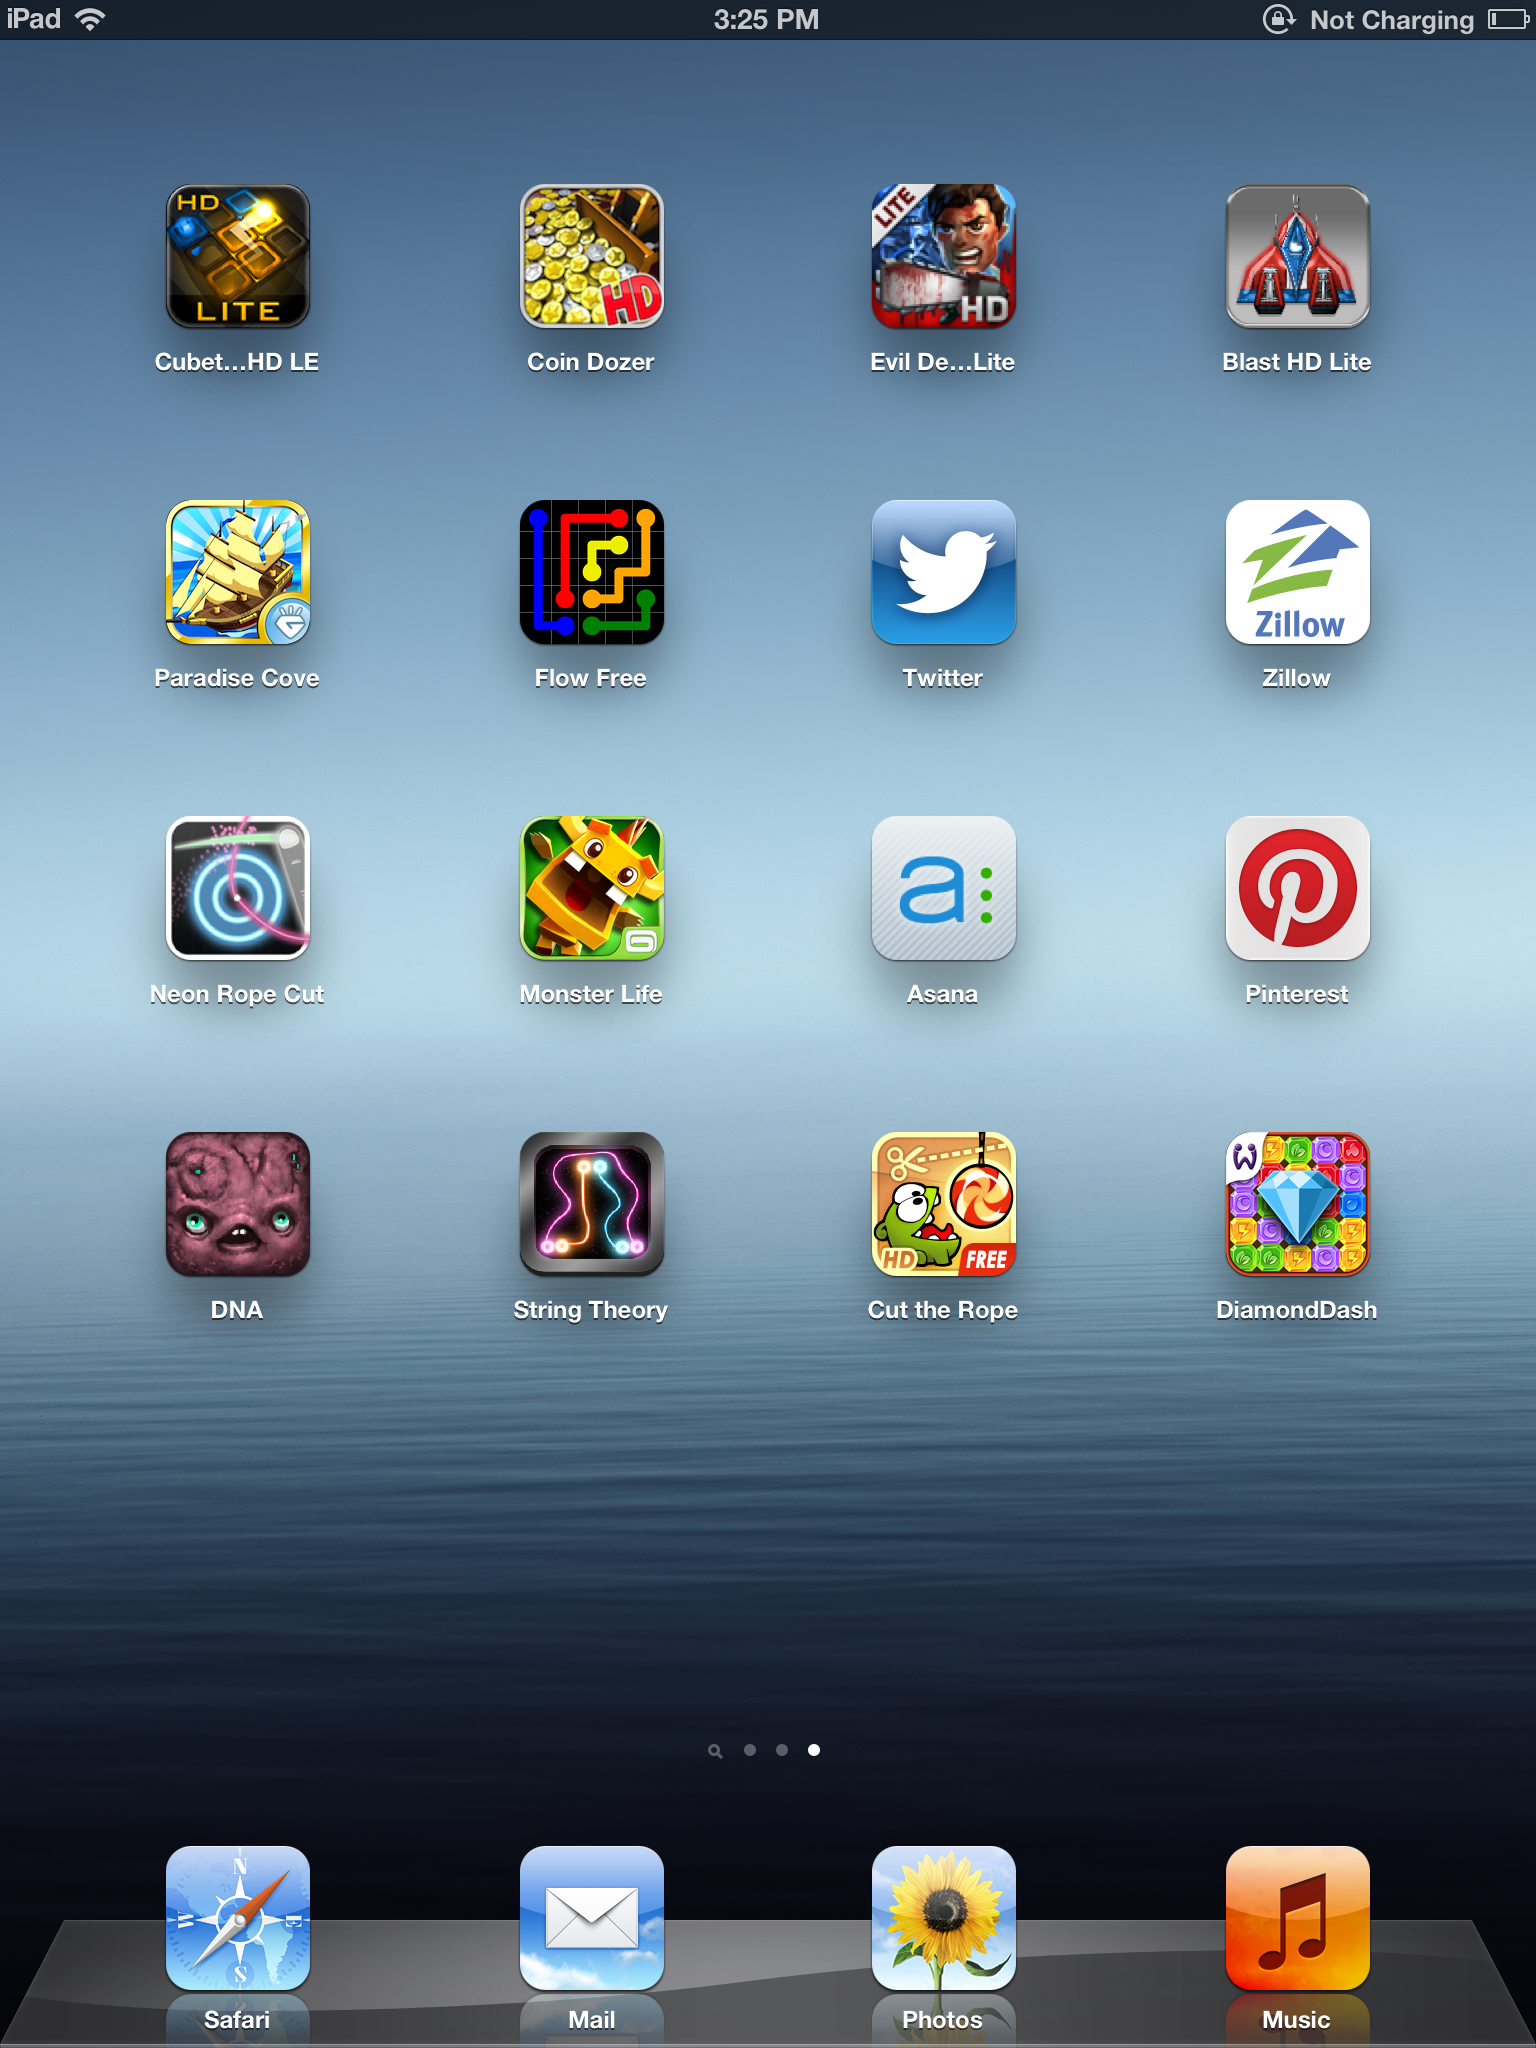 iPad 3:25 PM Not Charging
HD
LITE
HD
LITE
HD
Cubet...HD LE Coin Dozer Evil De...Lite Blast HD Lite
Zillow
Paradise Cove Flow Free Twitter Zillow
a:
Neon Rope Cut Monster Life Asana Pinterest
HD FREE
DNA String Theory Cut the Rope DiamondDash
N
W E
S
Safari Mail Photos Music